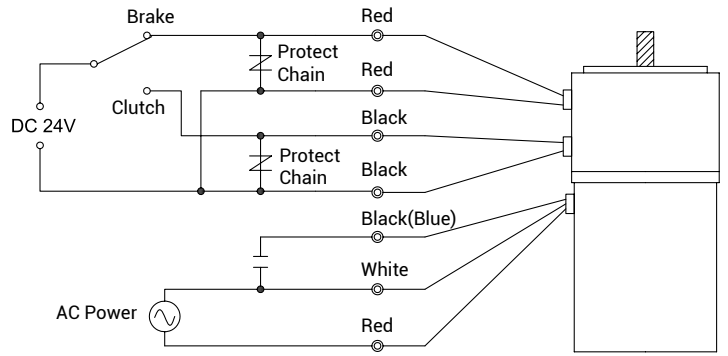 Brake
Red
Protect
Chain
Red
Clutch
Black
DC 24V
Protect
Chain
Black
Black(Blue)
White
AC Power
Red